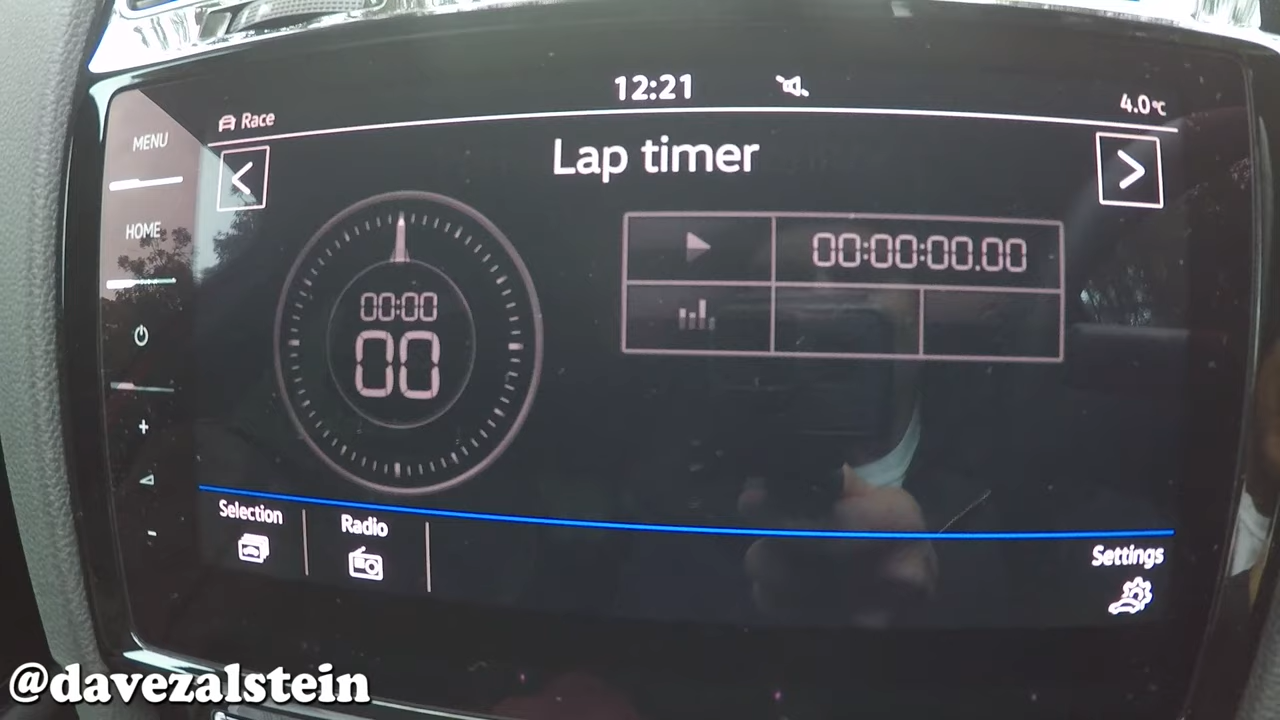 12:21
4.0°C
Race
MENU
Lap timer
HOME
00:00:00.00
00:00
00
Selection
Radio
Settings
@davezalstein